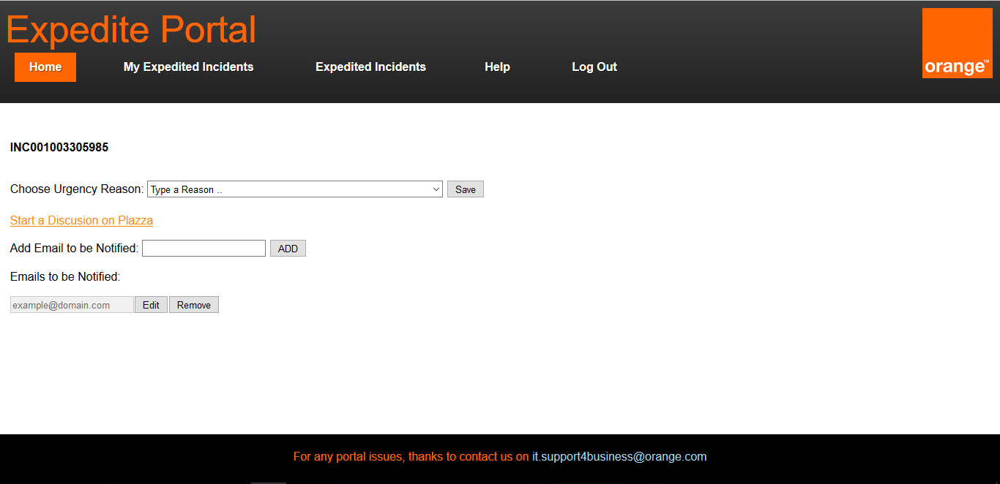 Expedite Portal
Home My Expedited Incidents Expedited Incidents Help Log Out
orange™
INC001003305985
Choose Urgency Reason: Type a Reason .. Save
Start a Discusion on Plazza
Add Email to be Notified: ADD
Emails to be Notified:
example@domain.com Edit Remove
For any portal issues, thanks to contact us on it.support4business@orange.com